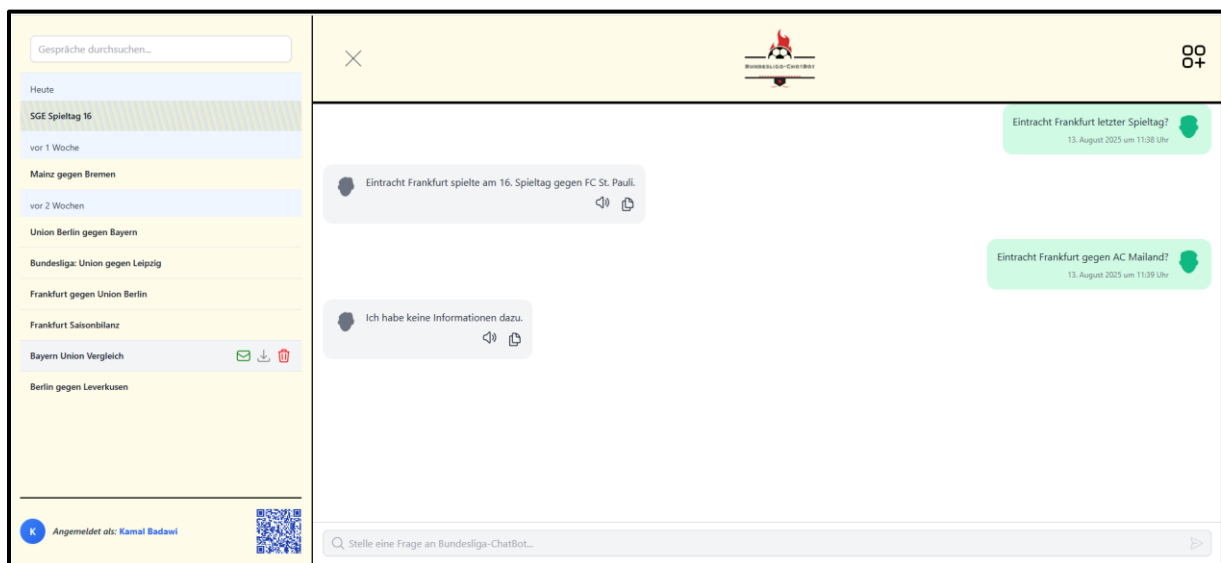 Gespräche durchsuchen...
Heute
SGE Spieltag 16
vor 1 Woche
Mainz gegen Bremen
vor 2 Wochen
Union Berlin gegen Bayern
Bundesliga: Union gegen Leipzig
Frankfurt gegen Union Berlin
Frankfurt Saisonbilanz
Bayern Union Vergleich
Berlin gegen Leverkusen
K
Angemeldet als: Kamal Badawi
BUNDESLIGA-CHATBOT
Eintracht Frankfurt letzter Spieltag?
13. August 2025 um 11:38 Uhr
Eintracht Frankfurt spielte am 16. Spieltag gegen FC St. Pauli.
Eintracht Frankfurt gegen AC Mailand?
13. August 2025 um 11:39 Uhr
Ich habe keine Informationen dazu.
Stelle eine Frage an Bundesliga-ChatBot...